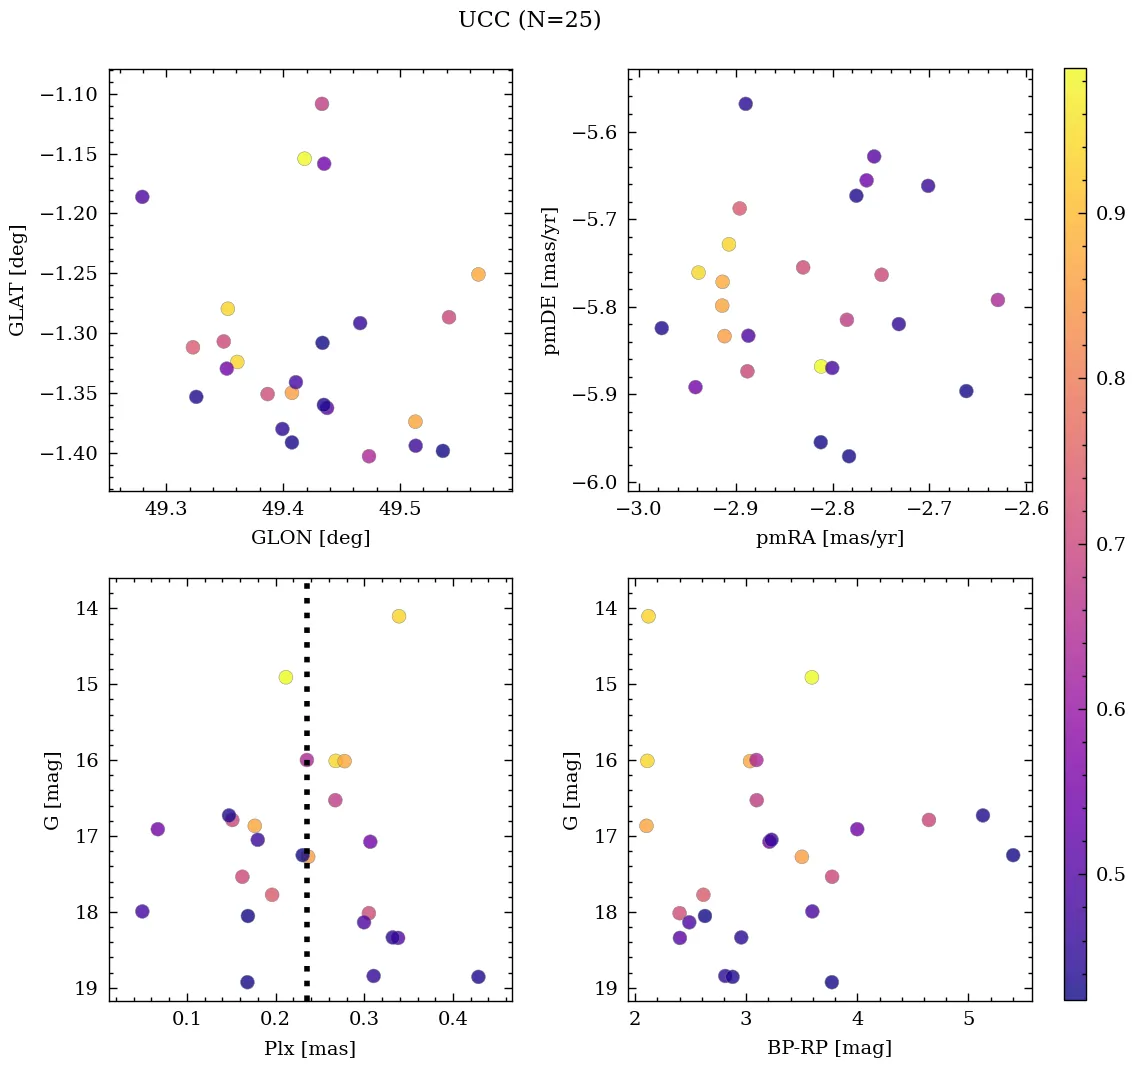 UCC (N=25)
−1.10
−1.15
−1.20
−1.25
−1.30
−1.35
−1.40
GLAT [deg]
49.3 49.4 49.5
GLON [deg]
−5.6
−5.7
−5.8
−5.9
−6.0
pmDE [mas/yr]
−3.0 −2.9 −2.8 −2.7 −2.6
pmRA [mas/yr]
0.9
0.8
0.7
0.6
0.5
14
15
16
17
18
19
G [mag]
0.1 0.2 0.3 0.4
Plx [mas]
14
15
16
17
18
19
G [mag]
2 3 4 5
BP-RP [mag]